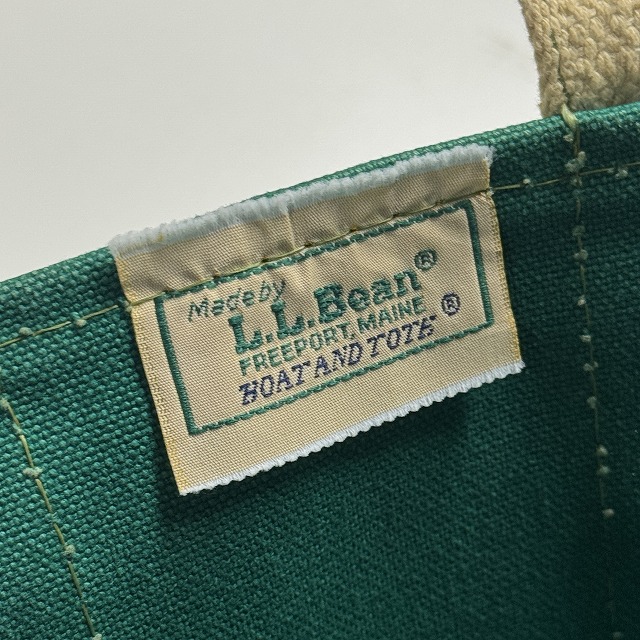 Made by
L.L.Bean®
FREEPORT, MAINE
BOAT AND TOTE ®